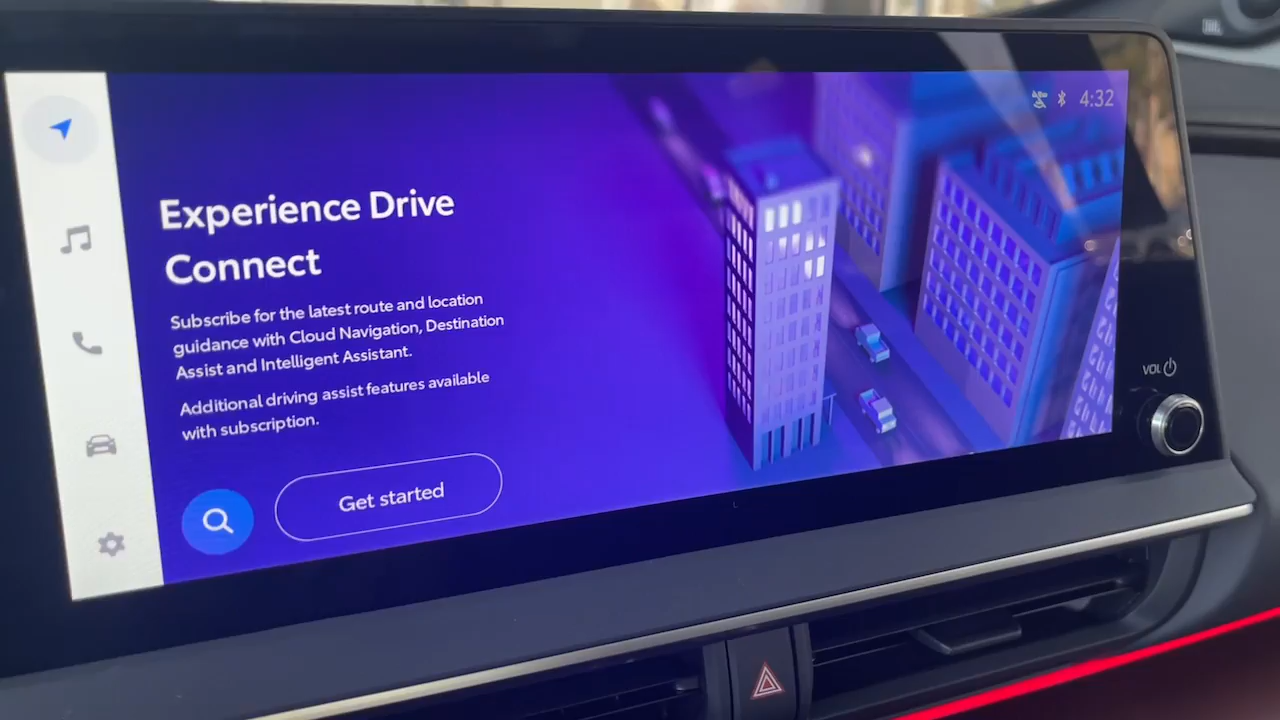 4:32
Experience Drive
Connect
Subscribe for the latest route and location
guidance with Cloud Navigation, Destination
Assist and Intelligent Assistant.
Additional driving assist features available
with subscription.
Get started
VOL
JBL